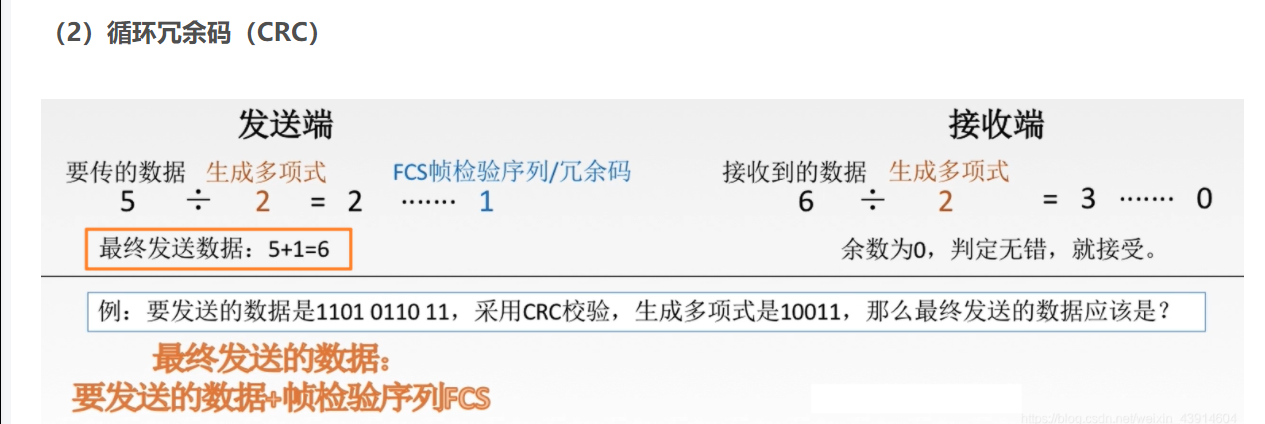 （2）循环冗余码（CRC）
发送端
接收端
要传的数据 生成多项式 FCS帧检验序列/冗余码
5 ÷ 2 = 2 ······· 1
接收到的数据 生成多项式
6 ÷ 2 = 3 ······· 0
最终发送数据：5+1=6
余数为0，判定无错，就接受。
例：要发送的数据是1101 0110 11，采用CRC校验，生成多项式是10011，那么最终发送的数据应该是？
最终发送的数据：
要发送的数据+帧检验序列FCS
https://blog.csdn.net/weixin_43914604